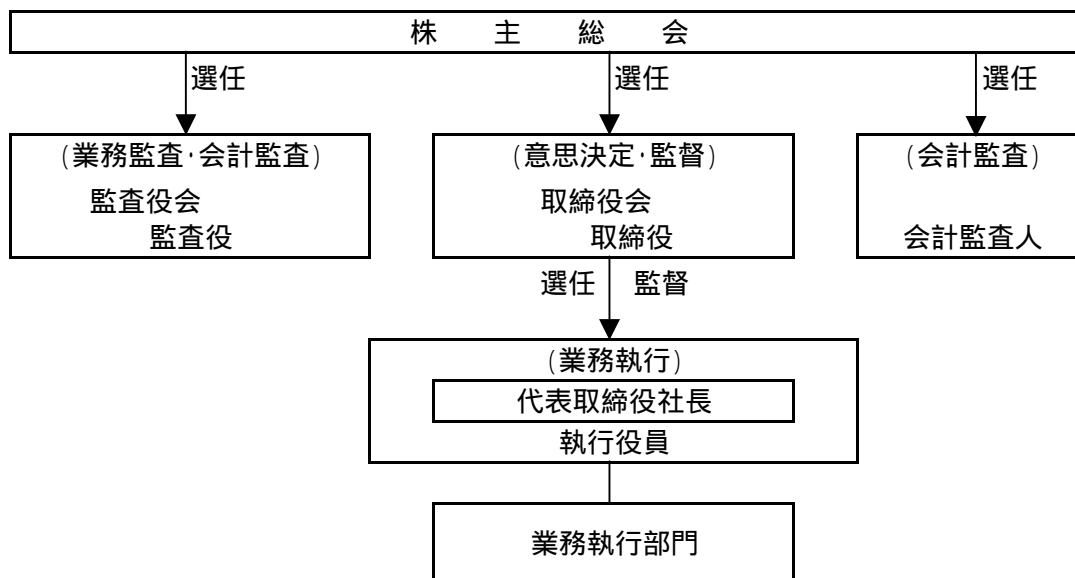 株 主 総 会
選任
選任
選任
(業務監査・会計監査)
監査役会
監査役
(意思決定・監督)
取締役会
取締役
(会計監査)
会計監査人
選任 監督
(業務執行)
代表取締役社長
執行役員
業務執行部門